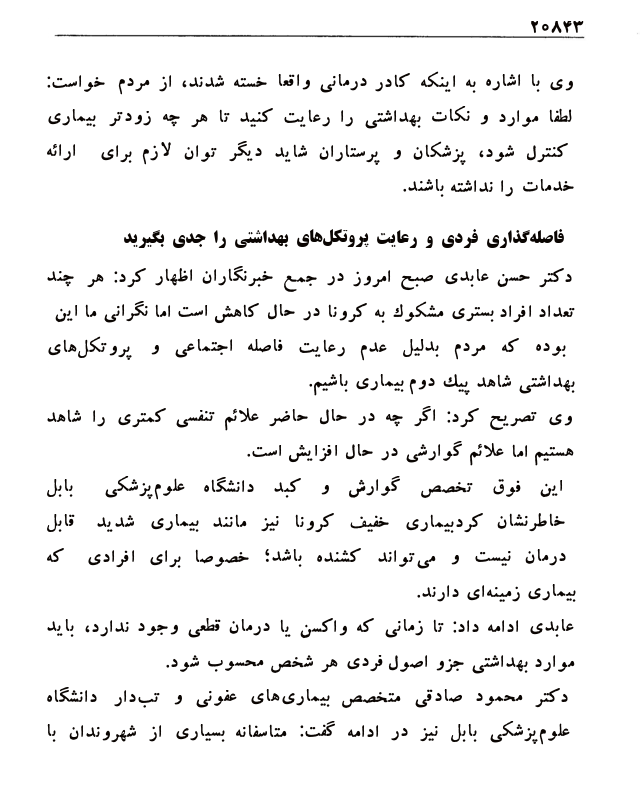 ۲۰۸۴۳
وی با اشاره به اینکه کادر درمانی واقعا خسته شدند، از مردم خواست:
لطفا موارد و نکات بهداشتی را رعایت کنید تا هر چه زودتر بیماری
کنترل شود، پزشکان و پرستاران شاید دیگر توان لازم برای ارائه
خدمات را نداشته باشند.
فاصله‌گذاری فردی و رعایت پروتکل‌های بهداشتی را جدی بگیرید
دکتر حسن عابدی صبح امروز در جمع خبرنگاران اظهار کرد: هر چند
تعداد افراد بستری مشکوك به کرونا در حال کاهش است اما نگرانی ما این
بوده که مردم بدلیل عدم رعایت فاصله اجتماعی و پروتکل‌های
بهداشتی شاهد پیك دوم بیماری باشیم.
وی تصریح کرد: اگر چه در حال حاضر علائم تنفسی کمتری را شاهد
هستیم اما علائم گوارشی در حال افزایش است.
این فوق تخصص گوارش و کبد دانشگاه علوم‌پزشکی بابل
خاطرنشان کردبیماری خفیف کرونا نیز مانند بیماری شدید قابل
درمان نیست و می‌تواند کشنده باشد؛ خصوصا برای افرادی که
بیماری زمینه‌ای دارند.
عابدی ادامه داد: تا زمانی که واکسن یا درمان قطعی وجود ندارد، باید
موارد بهداشتی جزو اصول فردی هر شخص محسوب شود.
دکتر محمود صادقی متخصص بیماری‌های عفونی و تب‌دار دانشگاه
علوم‌پزشکی بابل نیز در ادامه گفت: متاسفانه بسیاری از شهروندان با